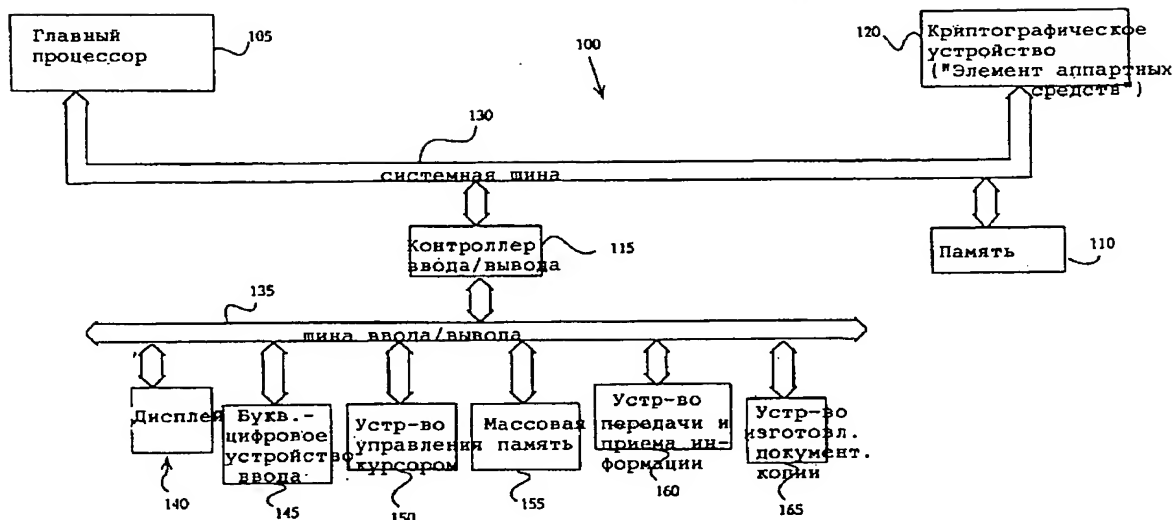 Главный
процессор
105
100
120
Криптографическое
устройство
("Элемент аппартных
средств")
130
системная шина
Контроллер
ввода/вывода
115
Память
110
135
шина ввода/вывода
Дисплей
140
Букв.-
цифровое
устройство
ввода
145
Устр-во
управления
курсором
150
Массовая
память
155
Устр-во
передачи и
приема ин-
формации
160
Устр-во
изготовл.
документ.
копии
165